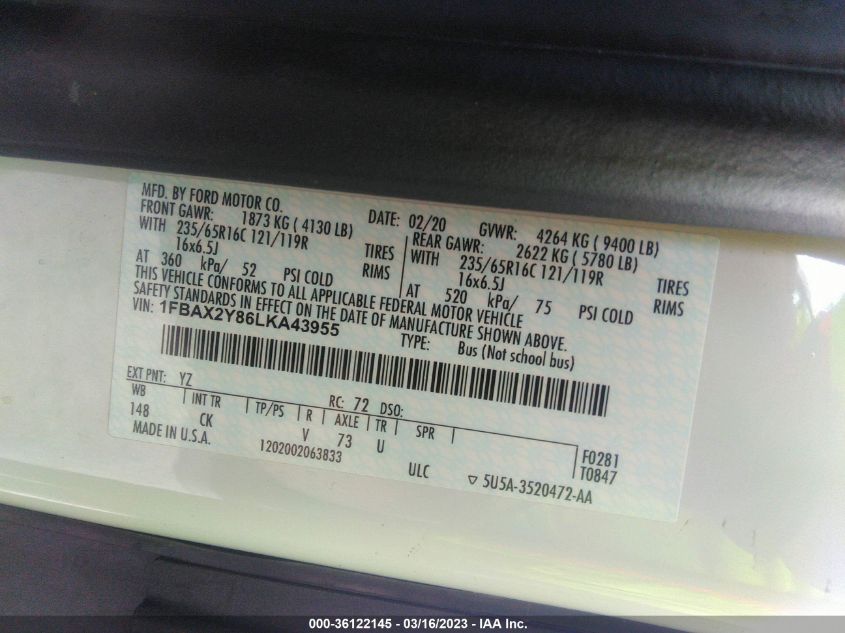 MFD. BY FORD MOTOR CO. DATE: 02/20 GVWR: 4264 KG ( 9400 LB)
FRONT GAWR: 1873 KG ( 4130 LB) REAR GAWR: 2622 KG ( 5780 LB)
WITH 235/65R16C 121/119R TIRES WITH 235/65R16C 121/119R TIRES
16x6.5J RIMS 16x6.5J RIMS
AT 360 kPa/ 52 PSI COLD AT 520 kPa/ 75 PSI COLD
THIS VEHICLE CONFORMS TO ALL APPLICABLE FEDERAL MOTOR VEHICLE
SAFETY STANDARDS IN EFFECT ON THE DATE OF MANUFACTURE SHOWN ABOVE.
VIN: 1FBAX2Y86LKA43955 TYPE: Bus (Not school bus)
EXT PNT: YZ RC: 72 DSO:
WB INT TR TP/PS R AXLE TR SPR
148 CK V 73 U F0281
MADE IN U.S.A. 1202002063833 ULC T0847
▽ 5U5A-3520472-AA
000-36122145 - 03/16/2023 - IAA Inc.